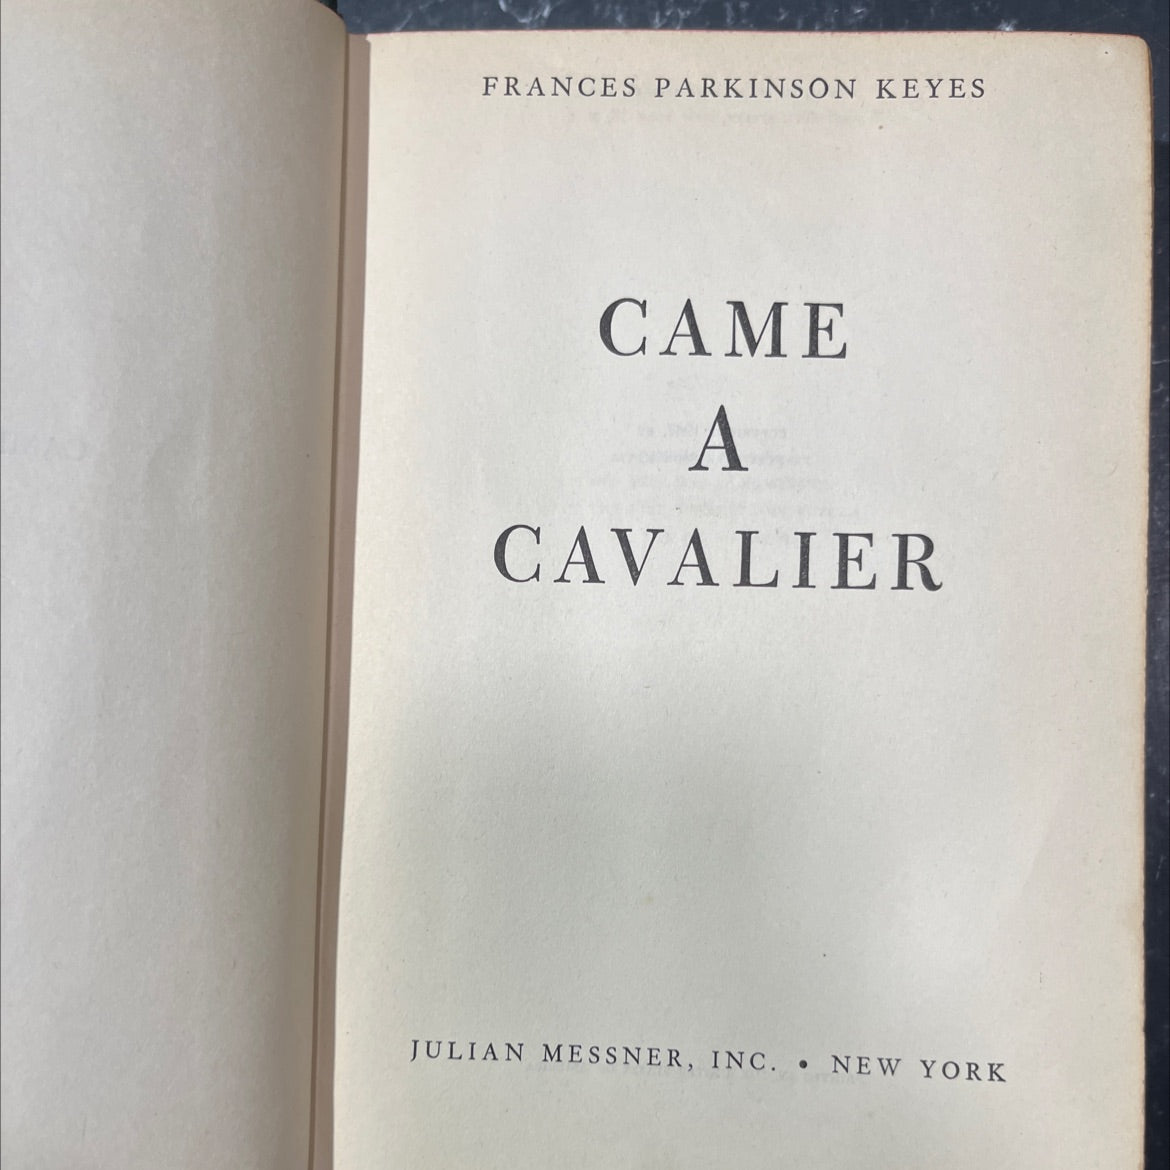 FRANCES PARKINSON KEYES
CAME
A
CAVALIER
JULIAN MESSNER, INC. • NEW YORK